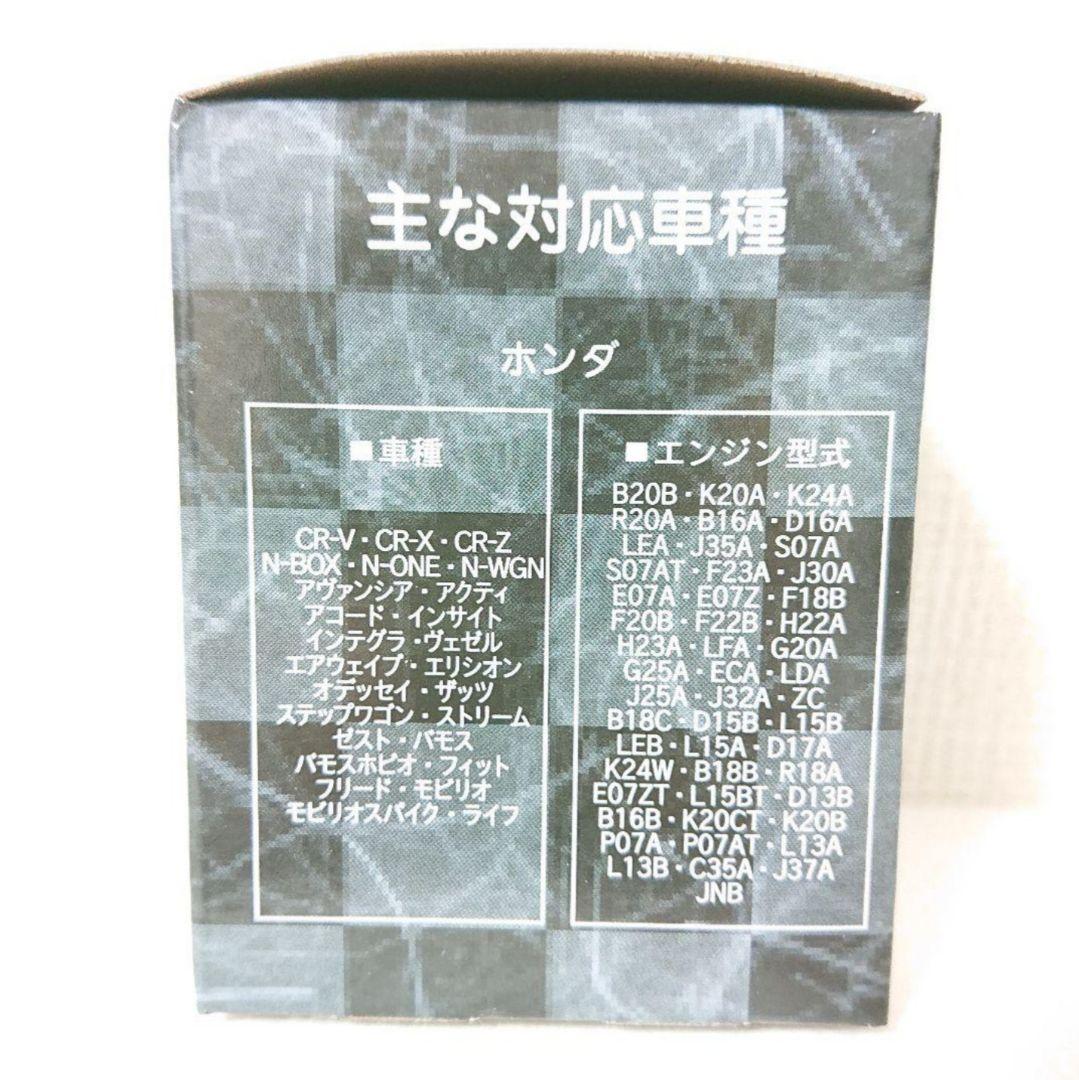 主な対応車種
ホンダ
■車種
CR-V・CR-X・CR-Z
N-BOX・N-ONE・N-WGN
アヴァンシア・アクティ
アコード・インサイト
インテグラ・ヴェゼル
エアウェイブ・エリシオン
オデッセイ・ザッツ
ステップワゴン・ストリーム
ゼスト・バモス
バモスホビオ・フィット
フリード・モビリオ
モビリオスパイク・ライフ
■エンジン型式
B20B・K20A・K24A
R20A・B16A・D16A
LEA・J35A・S07A
S07AT・F23A・J30A
E07A・E07Z・F18B
F20B・F22B・H22A
H23A・LFA・G20A
G25A・ECA・LDA
J25A・J32A・ZC
B18C・D15B・L15B
LEB・L15A・D17A
K24W・B18B・R18A
E07ZT・L15BT・D13B
B16B・K20CT・K20B
P07A・P07AT・L13A
L13B・C35A・J37A
JNB